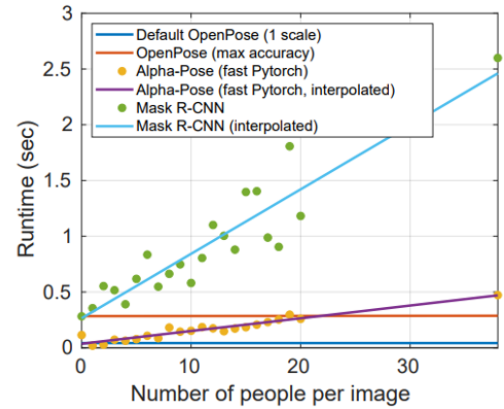 3
2.5
2
1.5
1
0.5
0
Runtime (sec)
Default OpenPose (1 scale)
OpenPose (max accuracy)
Alpha-Pose (fast Pytorch)
Alpha-Pose (fast Pytorch, interpolated)
Mask R-CNN
Mask R-CNN (interpolated)
0 10 20 30
Number of people per image